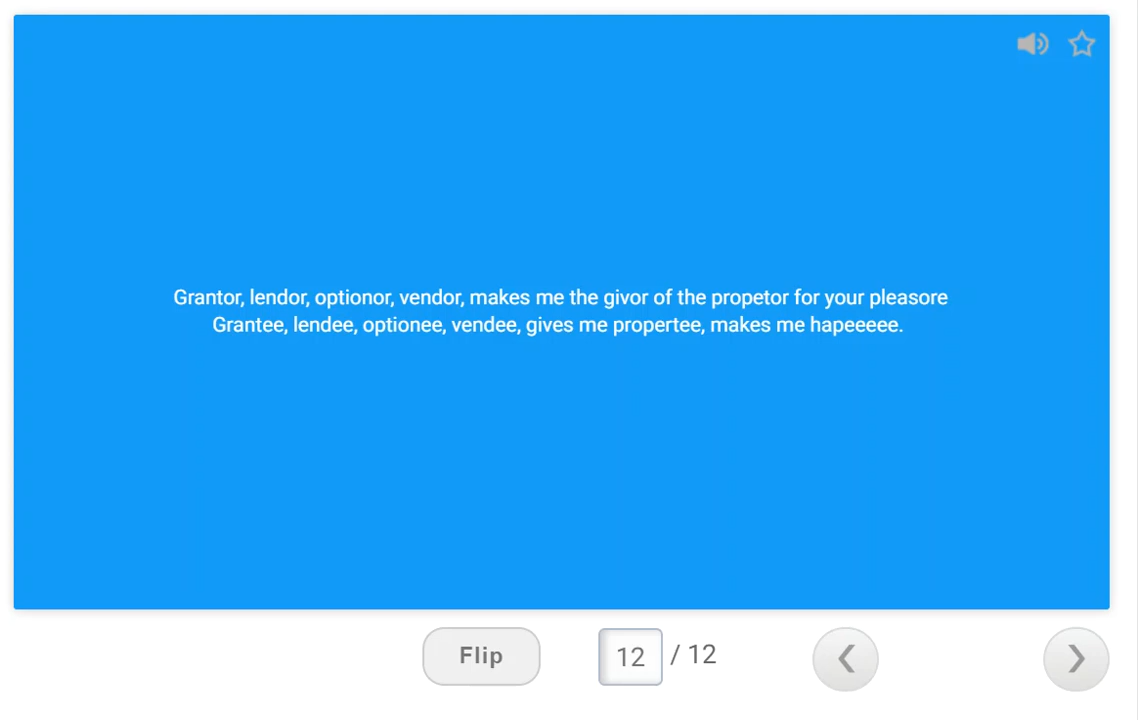 Grantor, lendor, optionor, vendor, makes me the givor of the propetor for your pleasore
Grantee, lendee, optionee, vendee, gives me propertee, makes me hapeeeee.
Flip
12 / 12